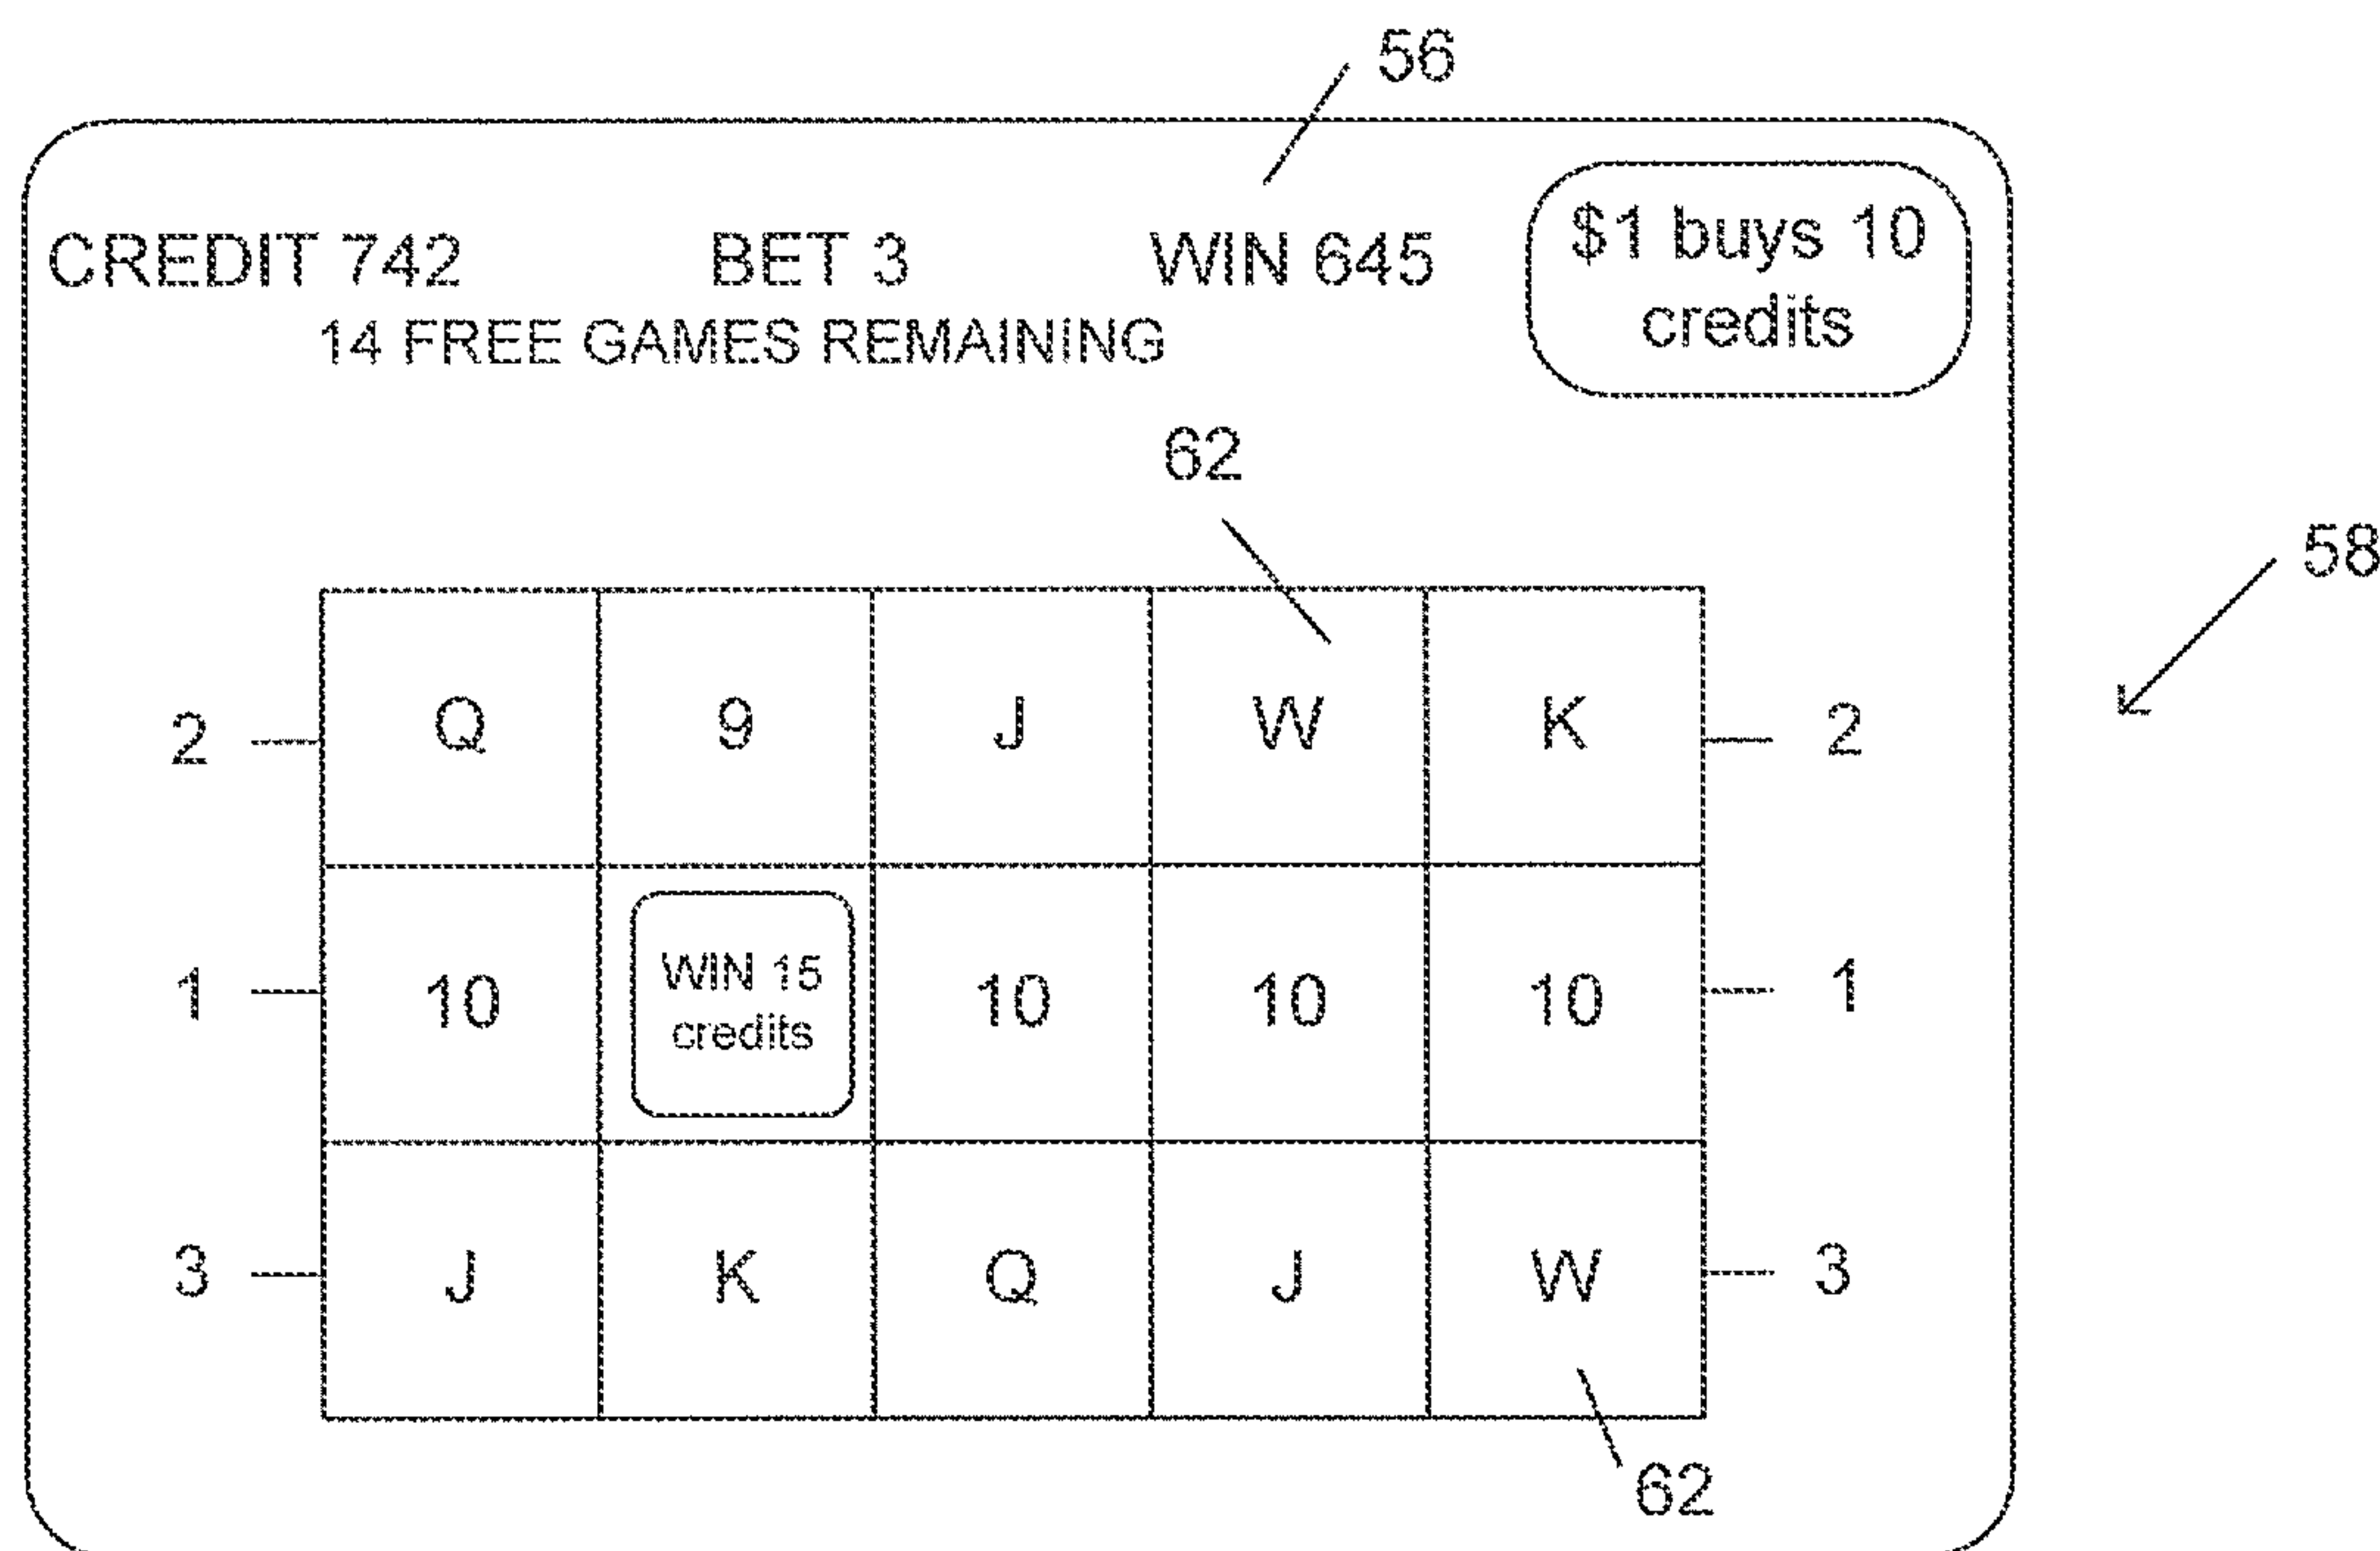 56
$1 buys 10
credits
CREDIT 742 BET 3 WIN 645
14 FREE GAMES REMAINING
62
58
2 Q 9 J W K 2
1 10 WIN 15 credits 10 10 10 1
3 J K Q J W 3
62